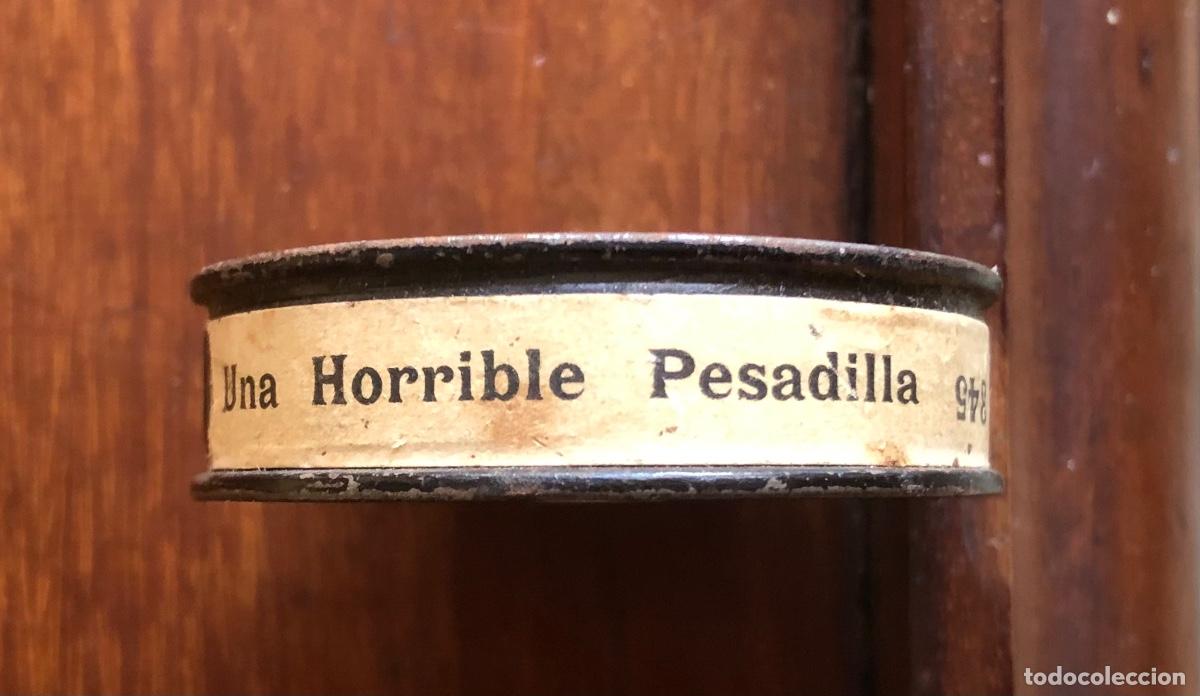 Una Horrible Pesadilla 845
todocoleccion